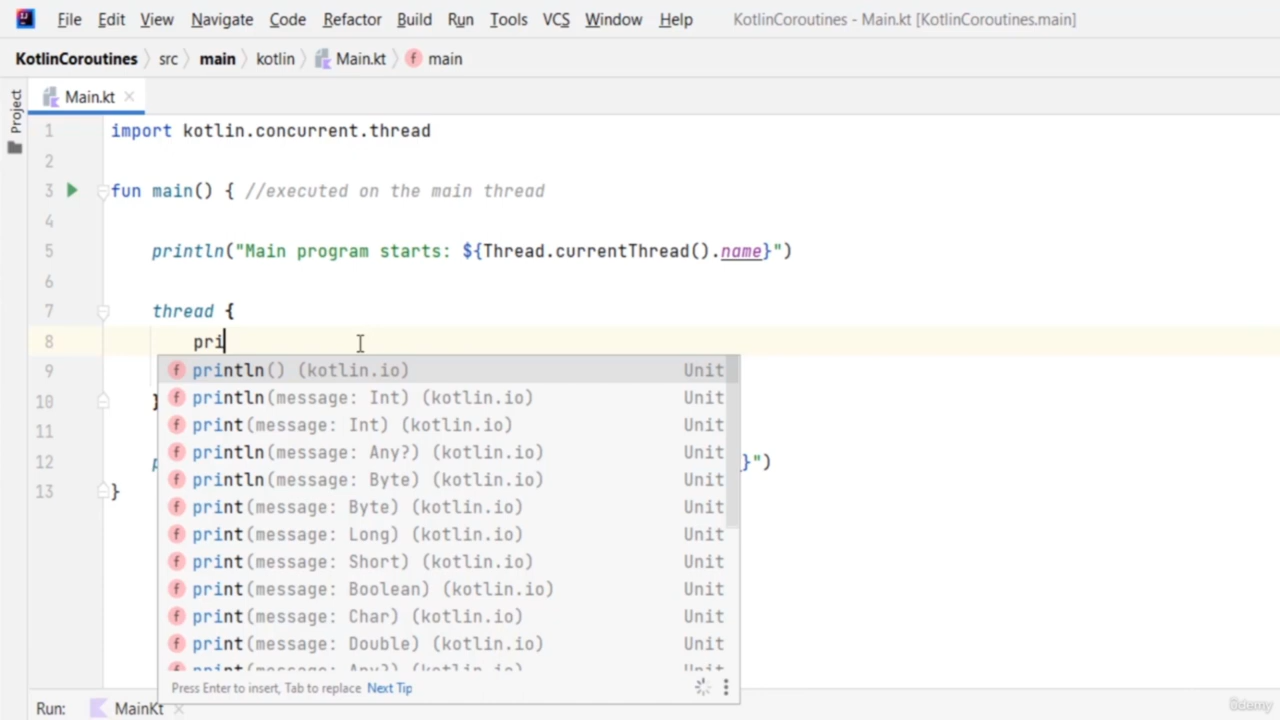 File Edit View Navigate Code Refactor Build Run Tools VCS Window Help KotlinCoroutines - Main.kt [KotlinCoroutines.main]
KotlinCoroutines src main kotlin Main.kt main
Project
Main.kt
1 import kotlin.concurrent.thread
2
3 fun main() { //executed on the main thread
4
5 println("Main program starts: ${Thread.currentThread().name}")
6
7 thread {
8 pri
9
10 }
11
12 p }")
13 }
println() (kotlin.io) Unit
println(message: Int) (kotlin.io) Unit
print(message: Int) (kotlin.io) Unit
println(message: Any?) (kotlin.io) Unit
println(message: Byte) (kotlin.io) Unit
print(message: Byte) (kotlin.io) Unit
print(message: Long) (kotlin.io) Unit
print(message: Short) (kotlin.io) Unit
print(message: Boolean) (kotlin.io) Unit
print(message: Char) (kotlin.io) Unit
print(message: Double) (kotlin.io) Unit
print(message: Any?) (kotlin.io) Unit
Press Enter to insert, Tab to replace Next Tip
Run: MainKt
ûdemy